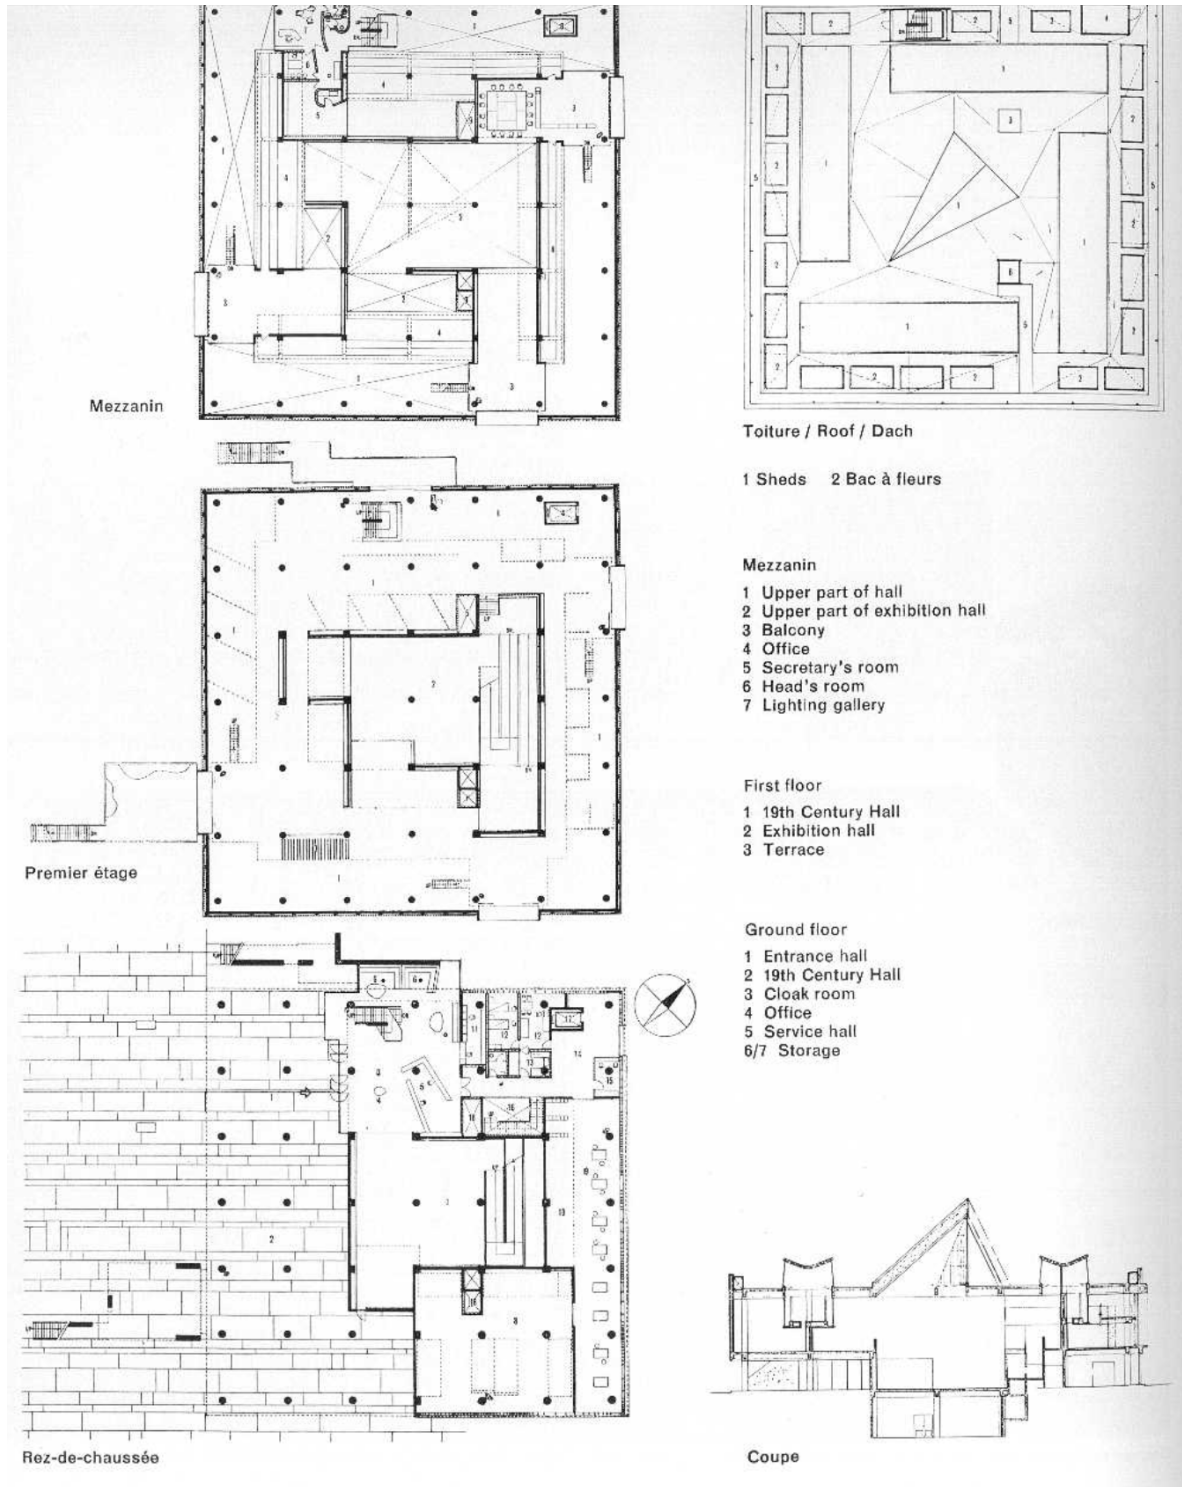 Mezzanin
Toiture / Roof / Dach
1 Sheds 2 Bac à fleurs
Mezzanin
1 Upper part of hall
2 Upper part of exhibition hall
3 Balcony
4 Office
5 Secretary's room
6 Head's room
7 Lighting gallery
Premier étage
First floor
1 19th Century Hall
2 Exhibition hall
3 Terrace
Ground floor
1 Entrance hall
2 19th Century Hall
3 Cloak room
4 Office
5 Service hall
6/7 Storage
Rez-de-chaussée
Coupe